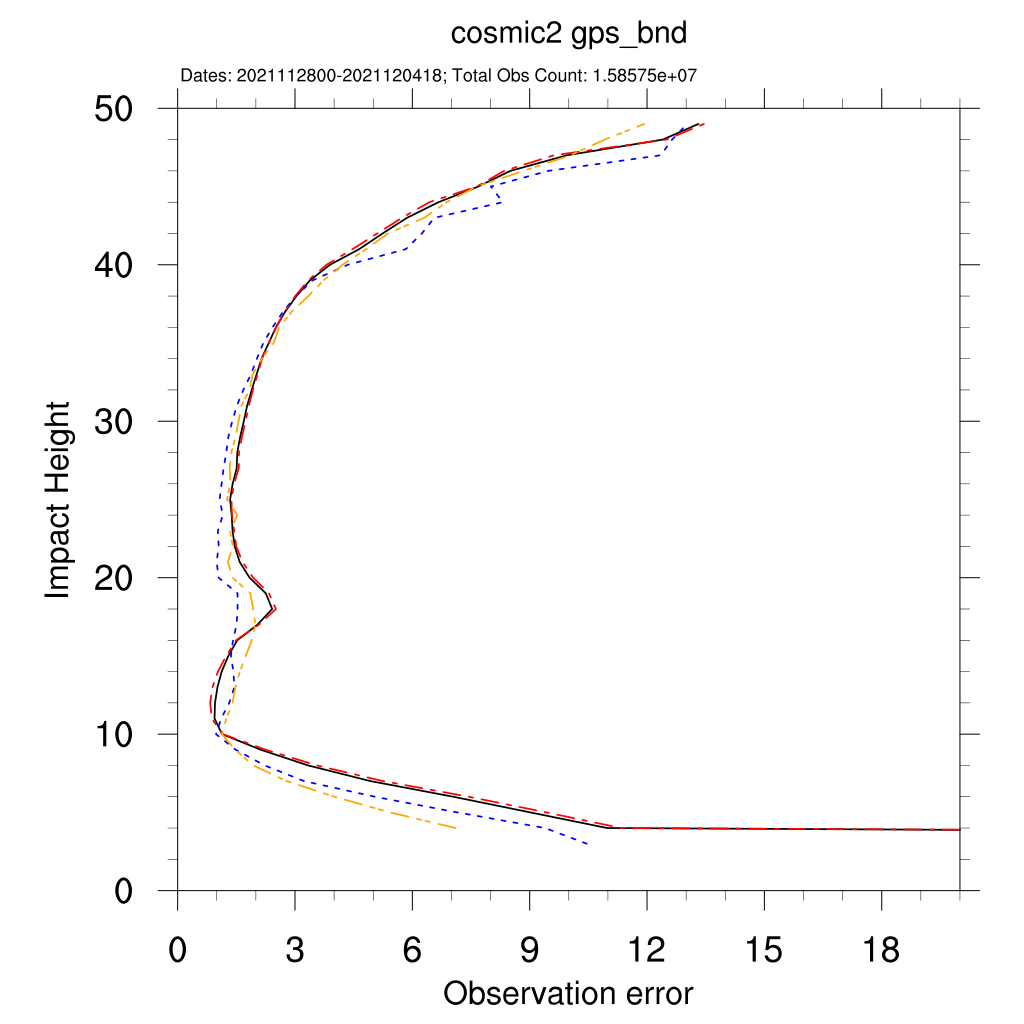 cosmic2 gps_bnd
Dates: 2021112800-2021120418; Total Obs Count: 1.58575e+07
50
40
30
20
10
0
Impact Height
0 3 6 9 12 15 18
Observation error